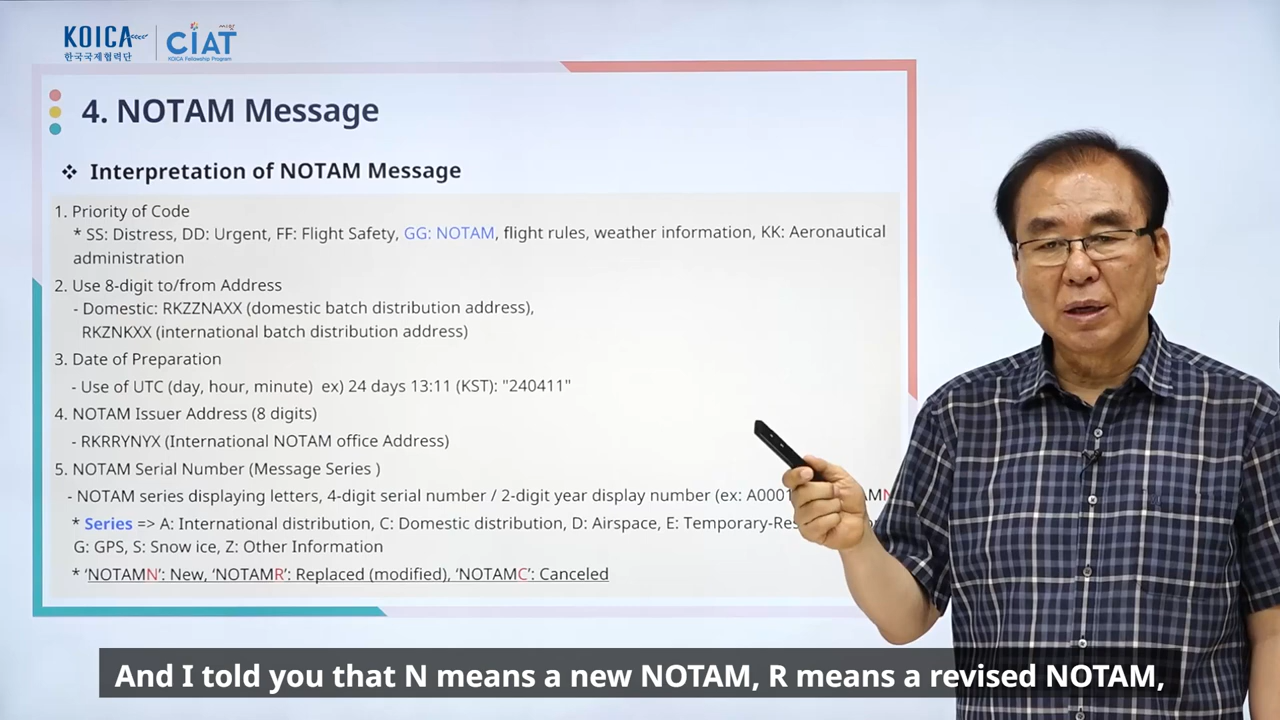 KOICA
한국국제협력단
CIAT
KOICA Fellowship Program
4. NOTAM Message
❖ Interpretation of NOTAM Message
1. Priority of Code
* SS: Distress, DD: Urgent, FF: Flight Safety, GG: NOTAM, flight rules, weather information, KK: Aeronautical
administration
2. Use 8-digit to/from Address
- Domestic: RKZZNAXX (domestic batch distribution address),
RKZNKXX (international batch distribution address)
3. Date of Preparation
- Use of UTC (day, hour, minute) ex) 24 days 13:11 (KST): "240411"
4. NOTAM Issuer Address (8 digits)
- RKRRYNYX (International NOTAM office Address)
5. NOTAM Serial Number (Message Series )
- NOTAM series displaying letters, 4-digit serial number / 2-digit year display number (ex: A0001
* Series => A: International distribution, C: Domestic distribution, D: Airspace, E:
G: GPS, S: Snow ice, Z: Other Information
* ‘NOTAMN’: New, ‘NOTAMR’: Replaced (modified), ‘NOTAMC’: Canceled
And I told you that N means a new NOTAM, R means a revised NOTAM,